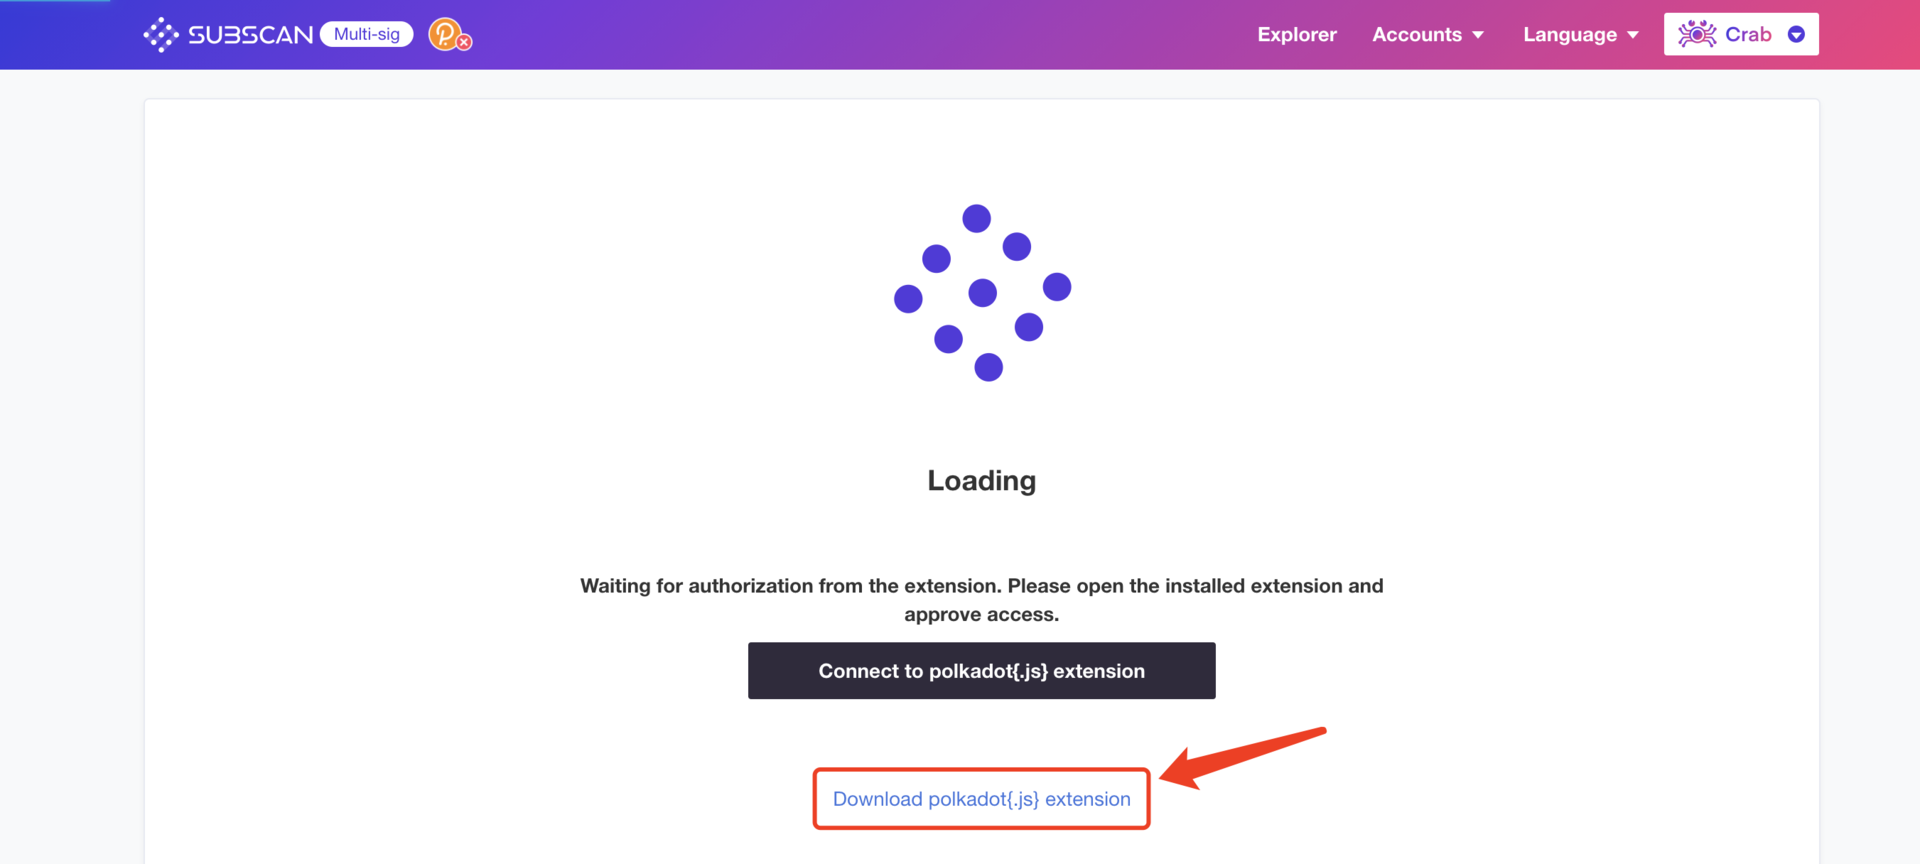 SUBSCAN Multi-sig
Explorer Accounts Language Crab
Loading
Waiting for authorization from the extension. Please open the installed extension and
approve access.
Connect to polkadot{.js} extension
Download polkadot{.js} extension